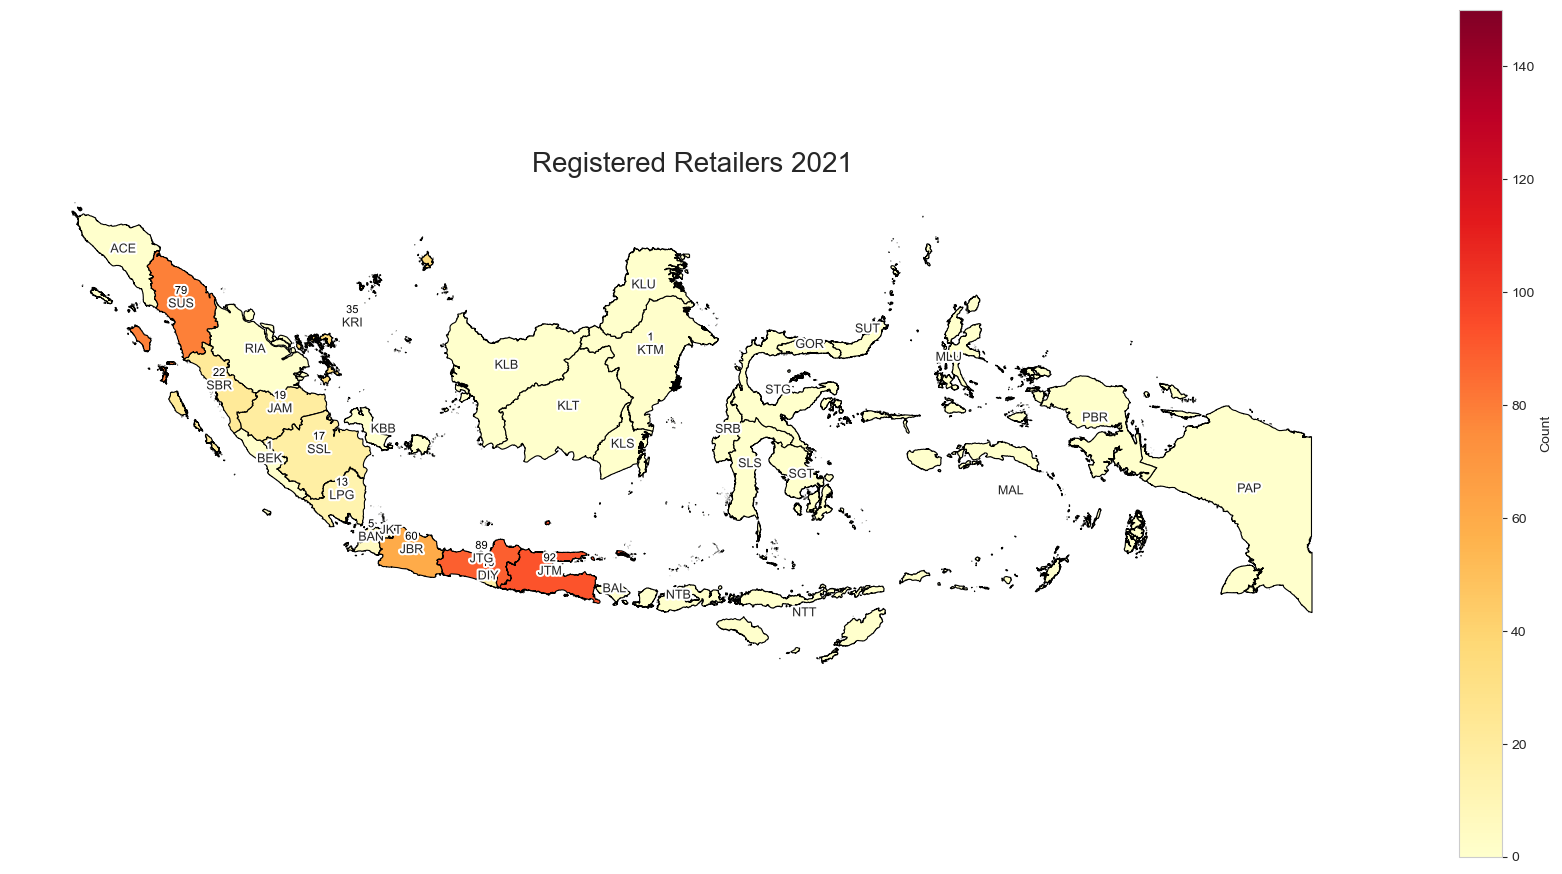 Registered Retailers 2021
ACE
79
SUS
35
KRI
RIA
22
SBR
19
JAM
KBB
17
SSL
1
BEK
13
LPG
5
BAN
JKT
60
JBR
89
JTG
DIY
92
JTM
BAL
NTB
NTT
KLU
1
KTM
KLB
KLT
KLS
SUT
GOR
STG
SRB
SLS
SGT
MLU
MAL
PBR
PAP
140
120
100
80
60
40
20
0
Count